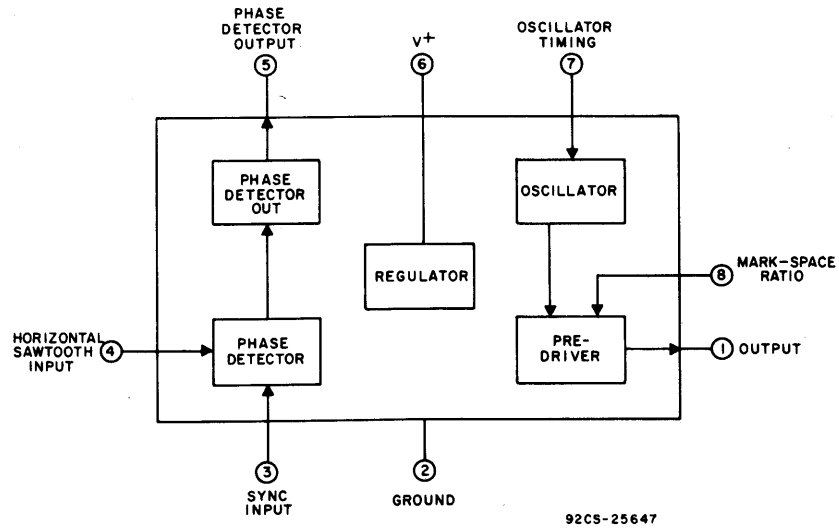 PHASE
DETECTOR
OUTPUT
5
V+
6
OSCILLATOR
TIMING
7
PHASE
DETECTOR
OUT
OSCILLATOR
REGULATOR
8
MARK-SPACE
RATIO
HORIZONTAL
SAWTOOTH
INPUT
4
PHASE
DETECTOR
PRE-
DRIVER
1
OUTPUT
3
SYNC
INPUT
2
GROUND
92CS-25647